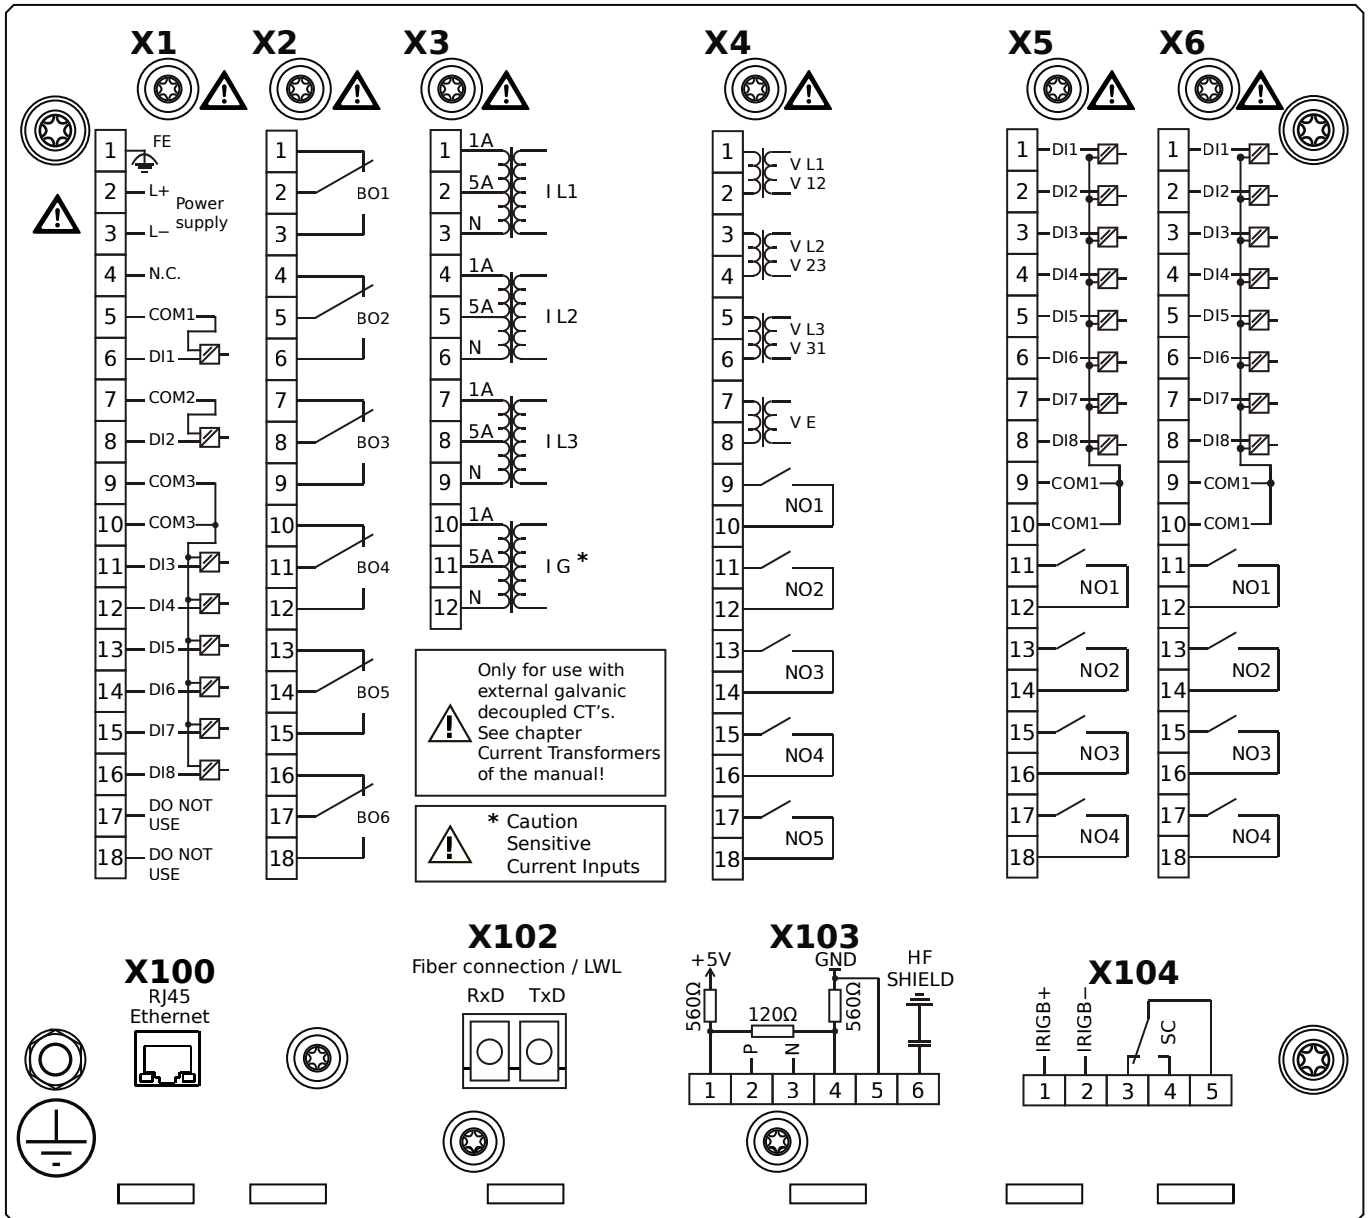 X1
X2
X3
X4
X5
X6
1 FE
2 L+
Power
supply
3 L−
4 N.C.
5 COM1
6 DI1
7 COM2
8 DI2
9 COM3
10 COM3
11 DI3
12 DI4
13 DI5
14 DI6
15 DI7
16 DI8
17 DO NOT
USE
18 DO NOT
USE
1
2 BO1
3
4
5 BO2
6
7
8 BO3
9
10
11 BO4
12
13
14 BO5
15
16
17 BO6
18
1 1A
2 5A I L1
3 N
4 1A
5 5A I L2
6 N
7 1A
8 5A I L3
9 N
10 1A
11 5A I G *
12 N
Only for use with
external galvanic
decoupled CT's.
See chapter
Current Transformers
of the manual!
* Caution
Sensitive
Current Inputs
1 V L1
2 V 12
3 V L2
4 V 23
5 V L3
6 V 31
7 V E
8
9
NO1
10
11
NO2
12
13
NO3
14
15
NO4
16
17
NO5
18
1 DI1
2 DI2
3 DI3
4 DI4
5 DI5
6 DI6
7 DI7
8 DI8
9 COM1
10 COM1
11
NO1
12
13
NO2
14
15
NO3
16
17
NO4
18
1 DI1
2 DI2
3 DI3
4 DI4
5 DI5
6 DI6
7 DI7
8 DI8
9 COM1
10 COM1
11
NO1
12
13
NO2
14
15
NO3
16
17
NO4
18
X100
RJ45
Ethernet
X102
Fiber connection / LWL
RxD TxD
X103
+5V
GND
HF
SHIELD
560Ω
120Ω
560Ω
P
N
1 2 3 4 5 6
X104
IRIGB+
IRIGB−
SC
1 2 3 4 5